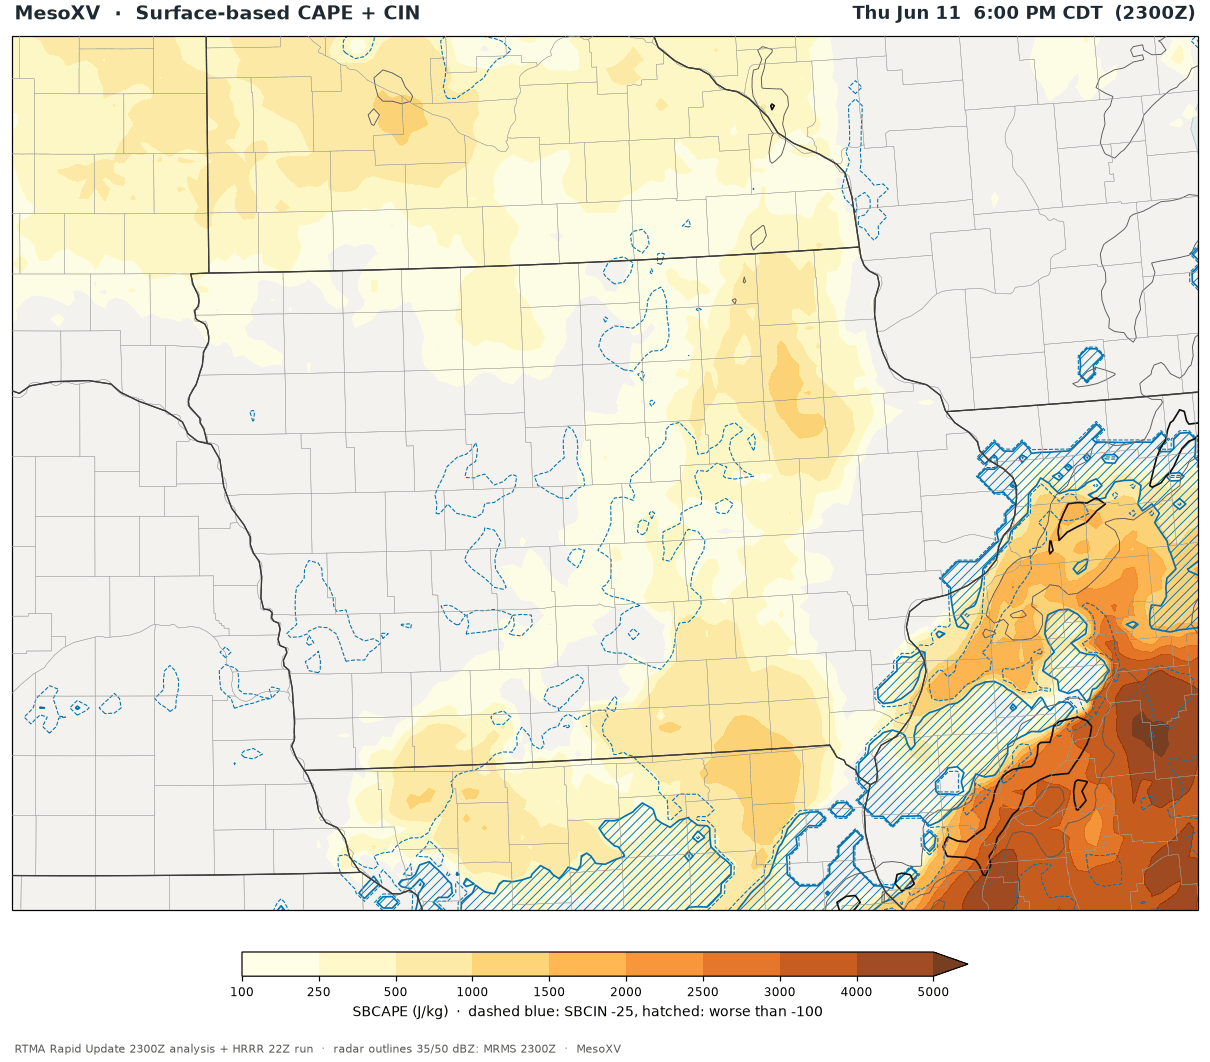 MesoXV · Surface-based CAPE + CIN
Thu Jun 11 6:00 PM CDT (2300Z)
100 250 500 1000 1500 2000 2500 3000 4000 5000
SBCAPE (J/kg) · dashed blue: SBCIN -25, hatched: worse than -100
RTMA Rapid Update 2300Z analysis + HRRR 22Z run · radar outlines 35/50 dBZ: MRMS 2300Z · MesoXV